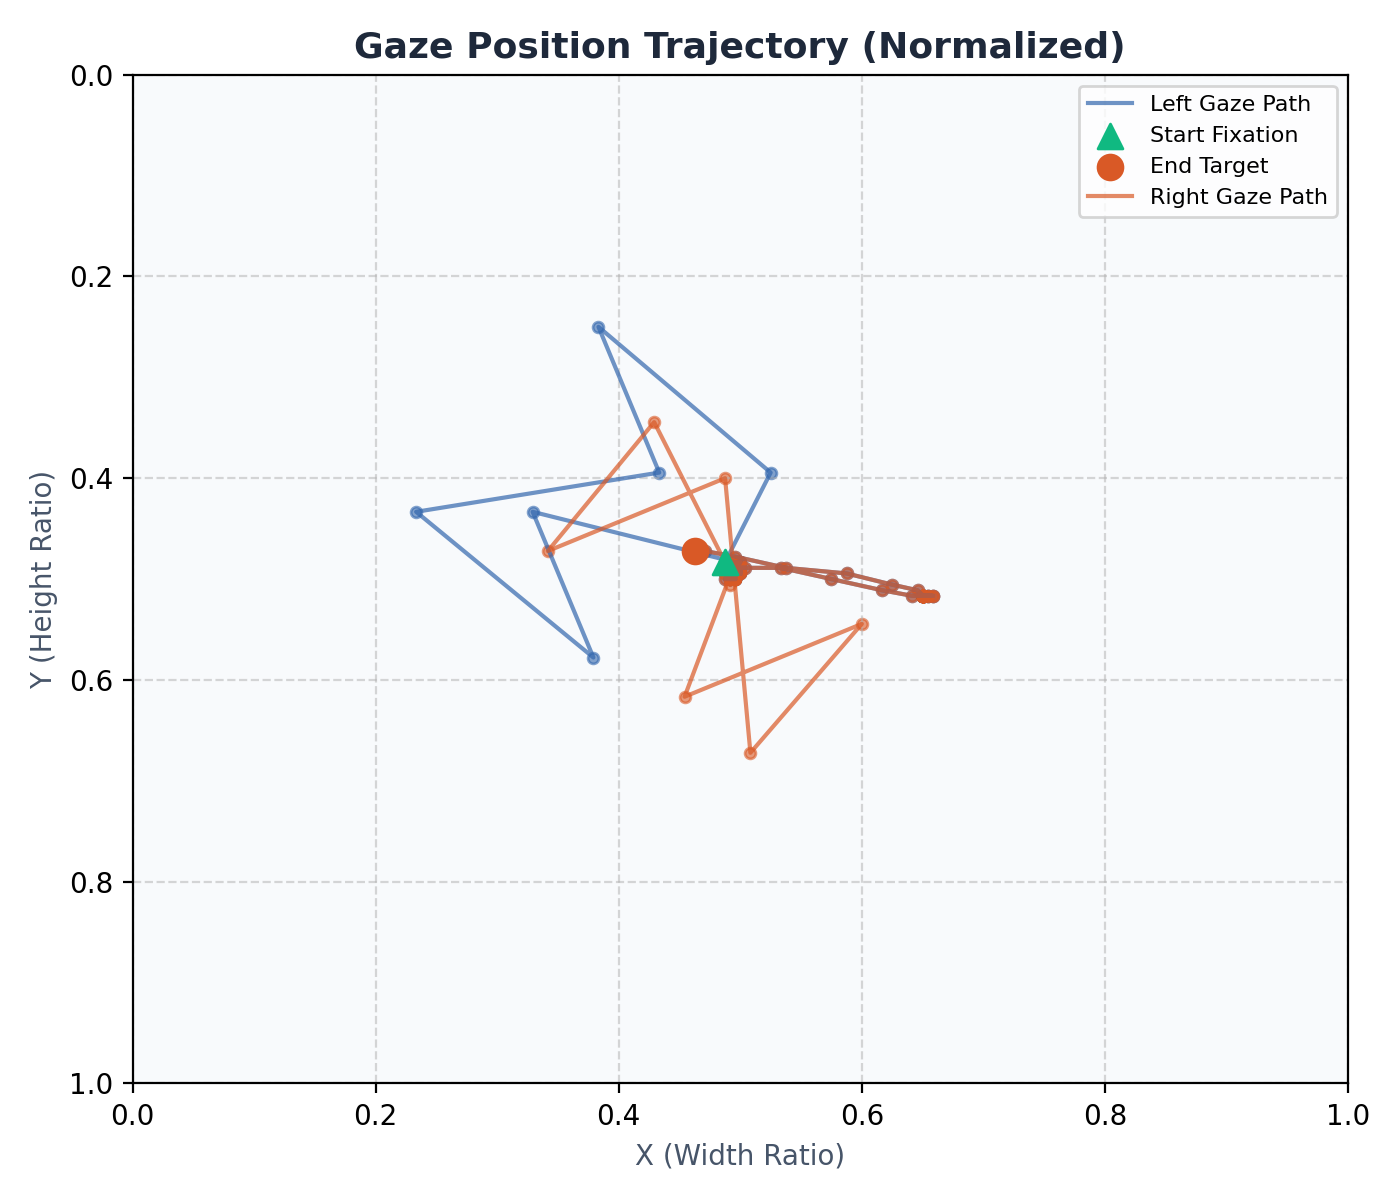 Gaze Position Trajectory (Normalized)
Left Gaze Path
Start Fixation
End Target
Right Gaze Path
0.0
0.2
0.4
0.6
0.8
1.0
Y (Height Ratio)
0.0 0.2 0.4 0.6 0.8 1.0
X (Width Ratio)